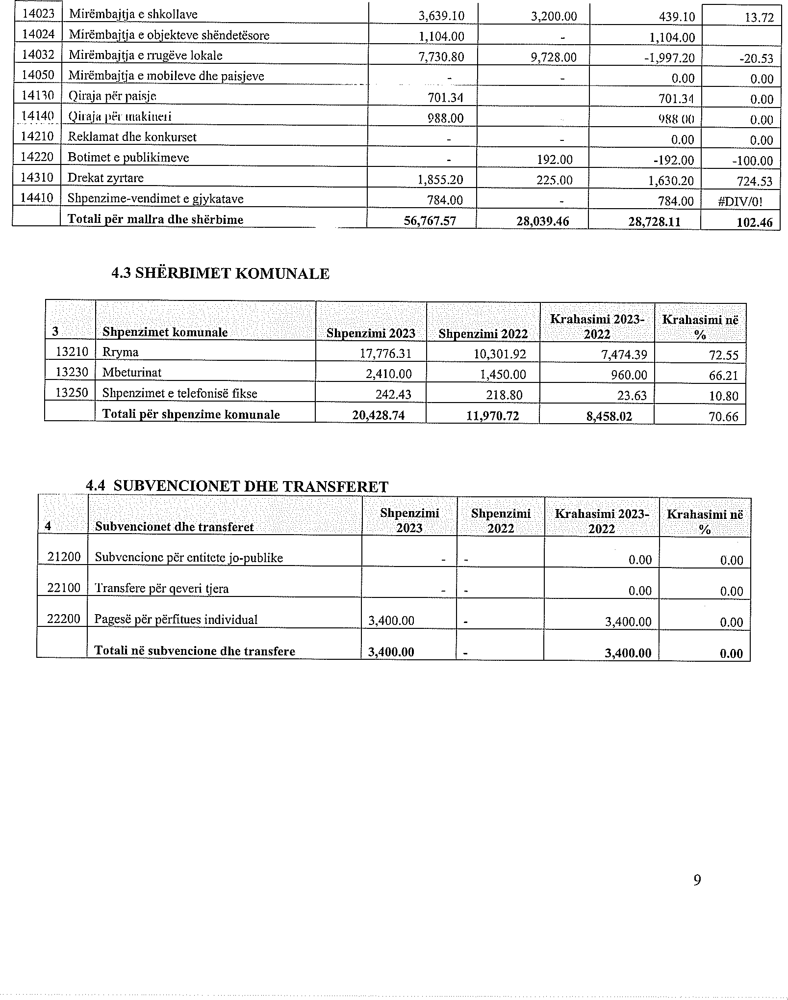 14023 Mirëmbajtja e shkollave 3,639.10 3,200.00 439.10 13.72
14024 Mirëmbajtja e objekteve shëndetësore 1,104.00 - 1,104.00
14032 Mirëmbajtja e rrugëve lokale 7,730.80 9,728.00 -1,997.20 -20.53
14050 Mirëmbajtja e mobileve dhe paisjeve - - 0.00 0.00
14130 Qiraja për paisje 701.34 701.34 0.00
14140 Qiraja për makineri 988.00 988.00 0.00
14210 Reklamat dhe konkurset - - 0.00 0.00
14220 Botimet e publikimeve - 192.00 -192.00 -100.00
14310 Drekat zyrtare 1,855.20 225.00 1,630.20 724.53
14410 Shpenzime-vendimet e gjykatave 784.00 - 784.00 #DIV/0!
Totali për mallra dhe shërbime 56,767.57 28,039.46 28,728.11 102.46
4.3 SHËRBIMET KOMUNALE
3 Shpenzimet komunale Shpenzimi 2023 Shpenzimi 2022 Krahasimi 2023-2022 Krahasimi në %
13210 Rryma 17,776.31 10,301.92 7,474.39 72.55
13230 Mbeturinat 2,410.00 1,450.00 960.00 66.21
13250 Shpenzimet e telefonisë fikse 242.43 218.80 23.63 10.80
Totali për shpenzime komunale 20,428.74 11,970.72 8,458.02 70.66
4.4 SUBVENCIONET DHE TRANSFERET
4 Subvencionet dhe transferet Shpenzimi 2023 Shpenzimi 2022 Krahasimi 2023-2022 Krahasimi në %
21200 Subvencione për entitete jo-publike - - 0.00 0.00
22100 Transfere për qeveri tjera - - 0.00 0.00
22200 Pagesë për përfitues individual 3,400.00 - 3,400.00 0.00
Totali në subvencione dhe transfere 3,400.00 - 3,400.00 0.00
9